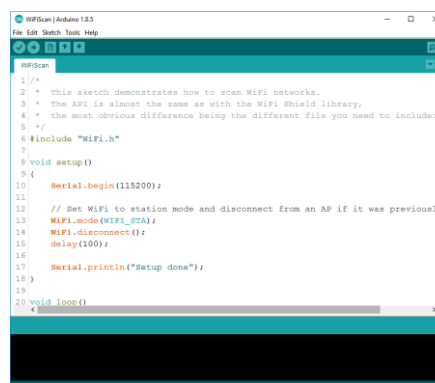 WiFiScan | Arduino 1.8.5
File Edit Sketch Tools Help
WiFiScan
1 /*
2 * This sketch demonstrates how to scan WiFi networks.
3 * The API is almost the same as with the WiFi Shield library,
4 * the most obvious difference being the different file you need to include:
5 */
6 #include "WiFi.h"
7
8 void setup()
9 {
10 Serial.begin(115200);
11
12 // Set WiFi to station mode and disconnect from an AP if it was previousl
13 WiFi.mode(WIFI_STA);
14 WiFi.disconnect();
15 delay(100);
16
17 Serial.println("Setup done");
18 }
19
20 void loop()